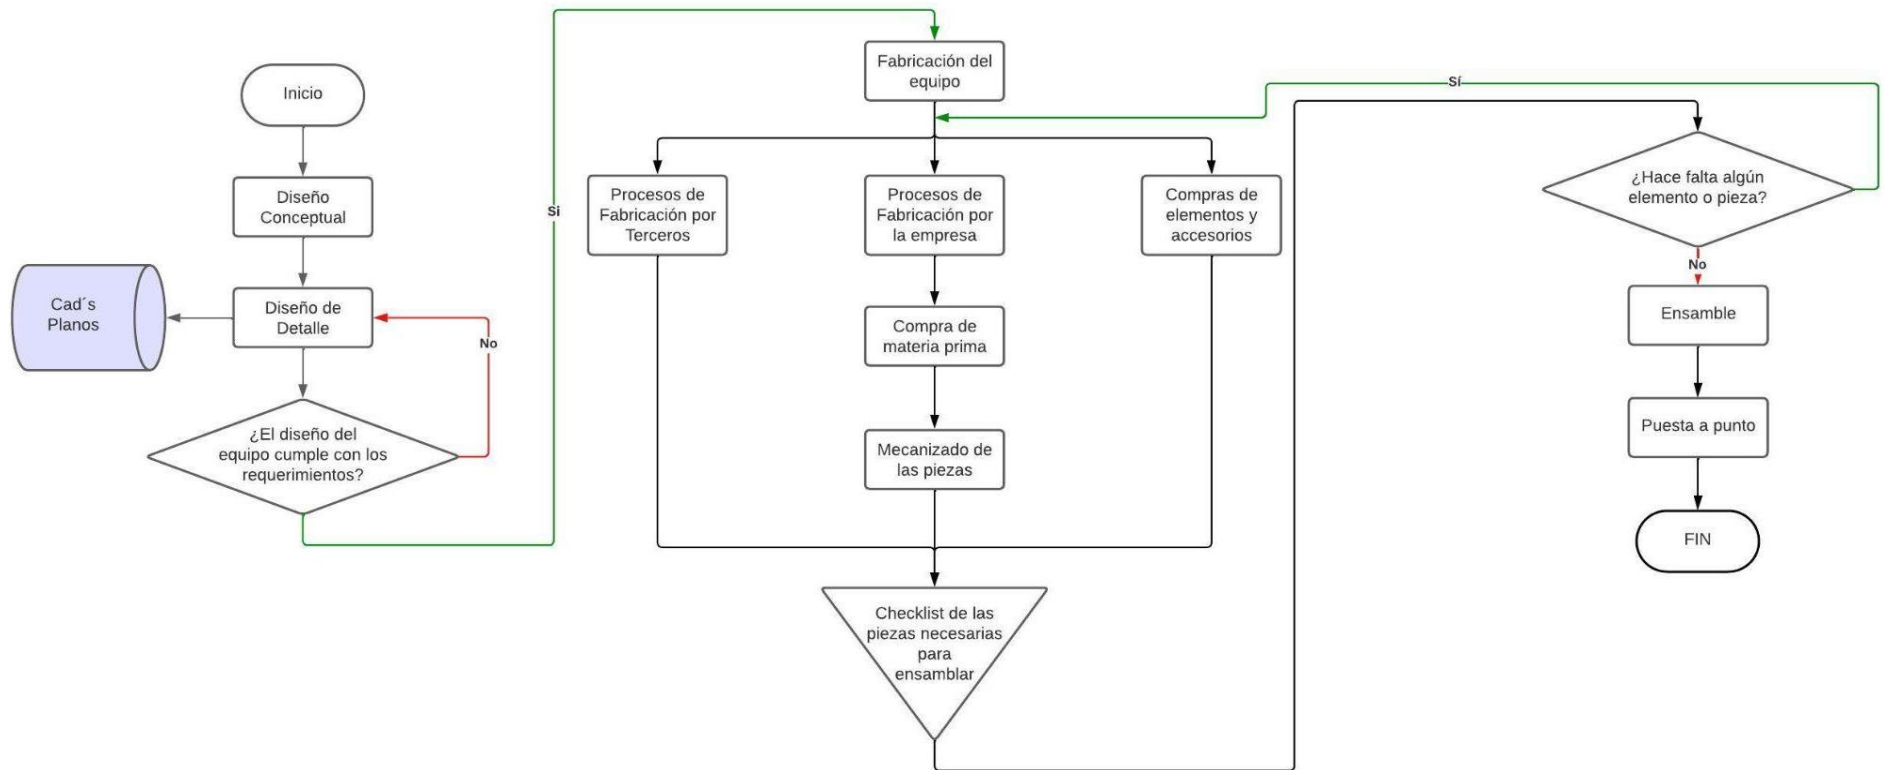 Inicio
Diseño
Conceptual
Cad´s
Planos
Diseño de
Detalle
No
¿El diseño del
equipo cumple con los
requerimientos?
Si
Fabricación del
equipo
Procesos de
Fabricación por
Terceros
Procesos de
Fabricación por
la empresa
Compras de
elementos y
accesorios
Compra de
materia prima
Mecanizado de
las piezas
Checklist de las
piezas necesarias
para
ensamblar
Sí
¿Hace falta algún
elemento o pieza?
No
Ensamble
Puesta a punto
FIN